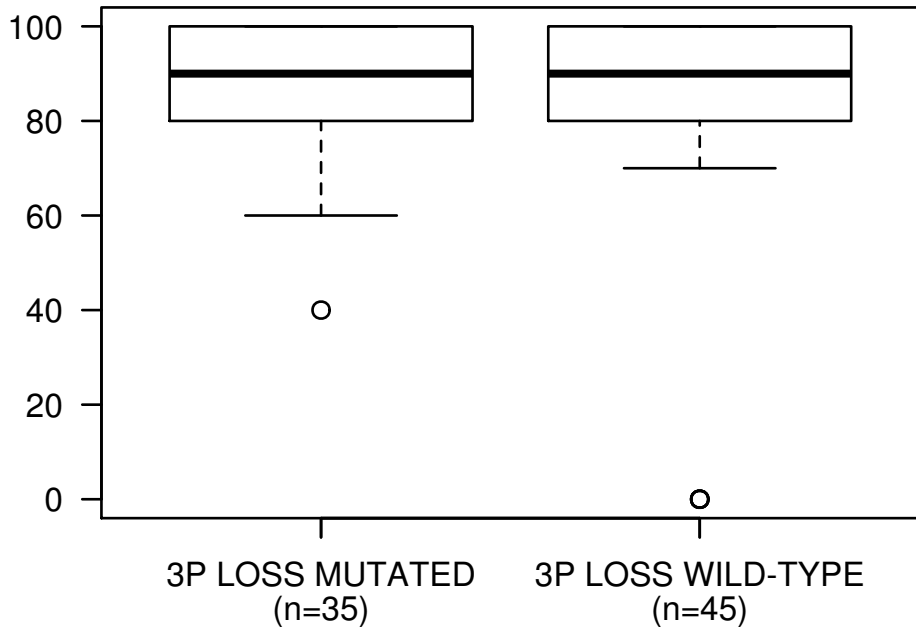 100
80
60
40
20
0
3P LOSS MUTATED
(n=35)
3P LOSS WILD-TYPE
(n=45)